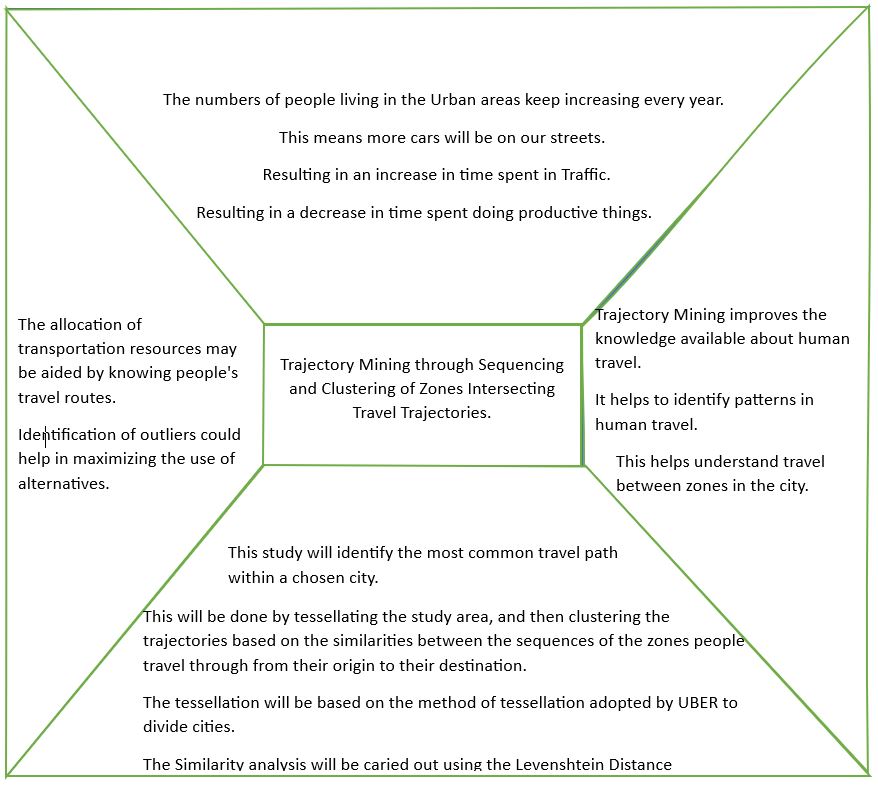 The numbers of people living in the Urban areas keep increasing every year.
This means more cars will be on our streets.
Resulting in an increase in time spent in Traffic.
Resulting in a decrease in time spent doing productive things.
The allocation of
transportation resources may
be aided by knowing people's
travel routes.
Identification of outliers could
help in maximizing the use of
alternatives.
Trajectory Mining through Sequencing
and Clustering of Zones Intersecting
Travel Trajectories.
Trajectory Mining improves the
knowledge available about human
travel.
It helps to identify patterns in
human travel.
This helps understand travel
between zones in the city.
This study will identify the most common travel path
within a chosen city.
This will be done by tessellating the study area, and then clustering the
trajectories based on the similarities between the sequences of the zones people
travel through from their origin to their destination.
The tessellation will be based on the method of tessellation adopted by UBER to
divide cities.
The Similarity analysis will be caried out using the Levenshtein Distance